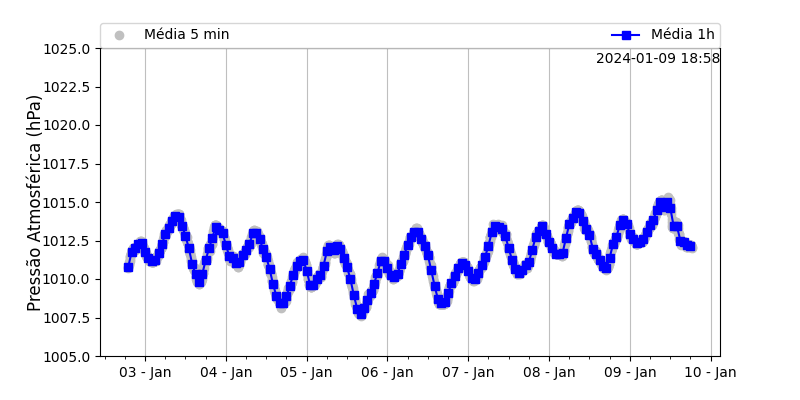 Média 5 min
Média 1h
2024-01-09 18:58
Pressão Atmosférica (hPa)
1025.0
1022.5
1020.0
1017.5
1015.0
1012.5
1010.0
1007.5
1005.0
03 - Jan
04 - Jan
05 - Jan
06 - Jan
07 - Jan
08 - Jan
09 - Jan
10 - Jan